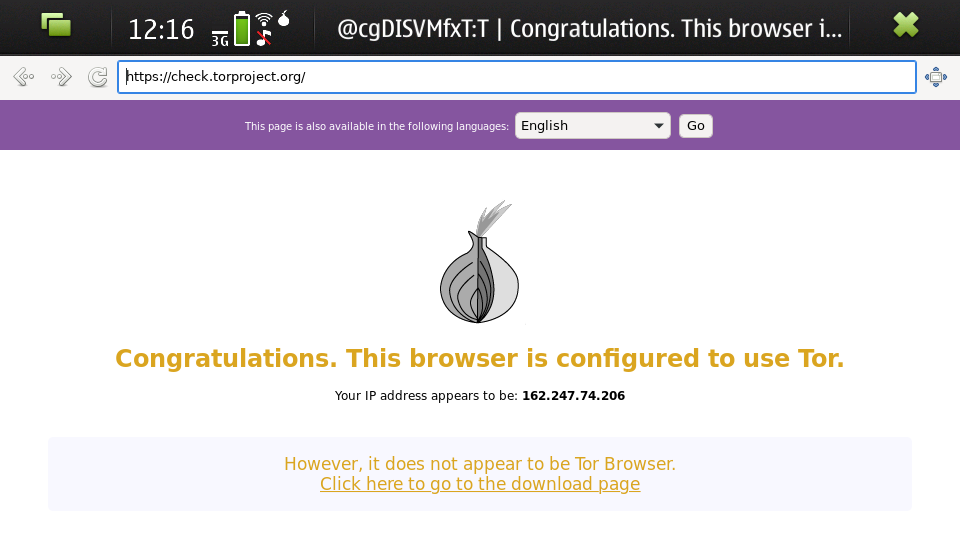 12:16
3G
@cgDISVMfxT:T | Congratulations. This browser i...
https://check.torproject.org/
This page is also available in the following languages: English Go
Congratulations. This browser is configured to use Tor.
Your IP address appears to be: 162.247.74.206
However, it does not appear to be Tor Browser.
Click here to go to the download page